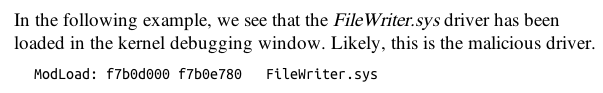 In the following example, we see that the FileWriter.sys driver has been
loaded in the kernel debugging window. Likely, this is the malicious driver.
ModLoad: f7b0d000 f7b0e780   FileWriter.sys